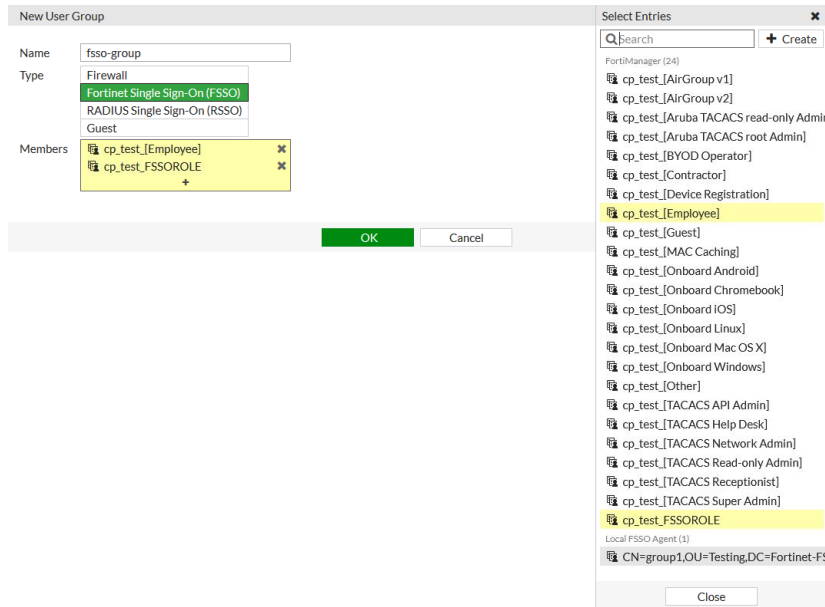 New User Group
Name
fsso-group
Type
Firewall
Fortinet Single Sign-On (FSSO)
RADIUS Single Sign-On (RSSO)
Guest
Members
cp_test_[Employee]
cp_test_FSSOROLE
+
OK
Cancel
Select Entries
Search
+ Create
FortiManager (24)
cp_test_[AirGroup v1]
cp_test_[AirGroup v2]
cp_test_[Aruba TACACS read-only Admi
cp_test_[Aruba TACACS root Admin]
cp_test_[BYOD Operator]
cp_test_[Contractor]
cp_test_[Device Registration]
cp_test_[Employee]
cp_test_[Guest]
cp_test_[MAC Caching]
cp_test_[Onboard Android]
cp_test_[Onboard Chromebook]
cp_test_[Onboard iOS]
cp_test_[Onboard Linux]
cp_test_[Onboard Mac OS X]
cp_test_[Onboard Windows]
cp_test_[Other]
cp_test_[TACACS API Admin]
cp_test_[TACACS Help Desk]
cp_test_[TACACS Network Admin]
cp_test_[TACACS Read-only Admin]
cp_test_[TACACS Receptionist]
cp_test_[TACACS Super Admin]
cp_test_FSSOROLE
Local FSSO Agent (1)
CN=group1,OU=Testing,DC=Fortinet-FS
Close